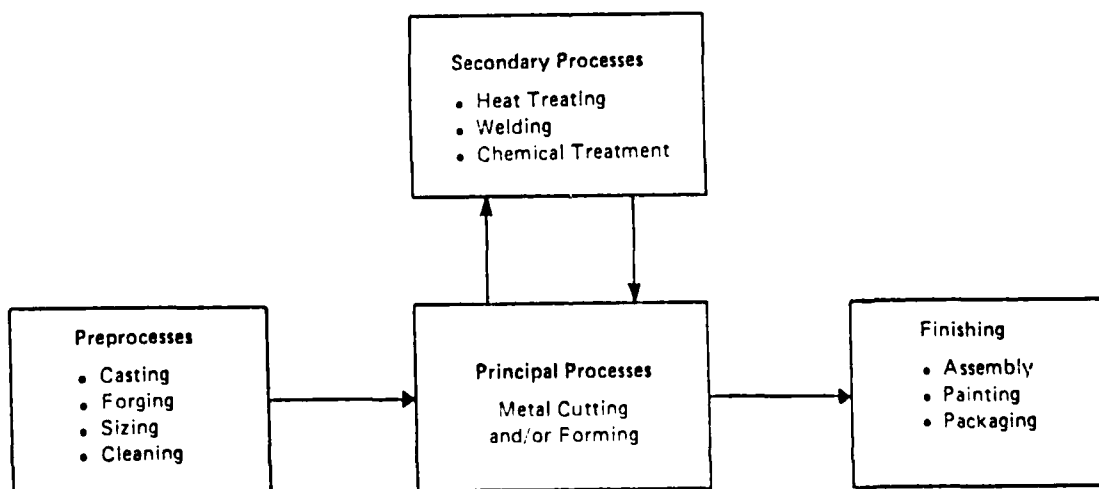 Secondary Processes
• Heat Treating
• Welding
• Chemical Treatment
Preprocesses
• Casting
• Forging
• Sizing
• Cleaning
Principal Processes
Metal Cutting
and/or Forming
Finishing
• Assembly
• Painting
• Packaging